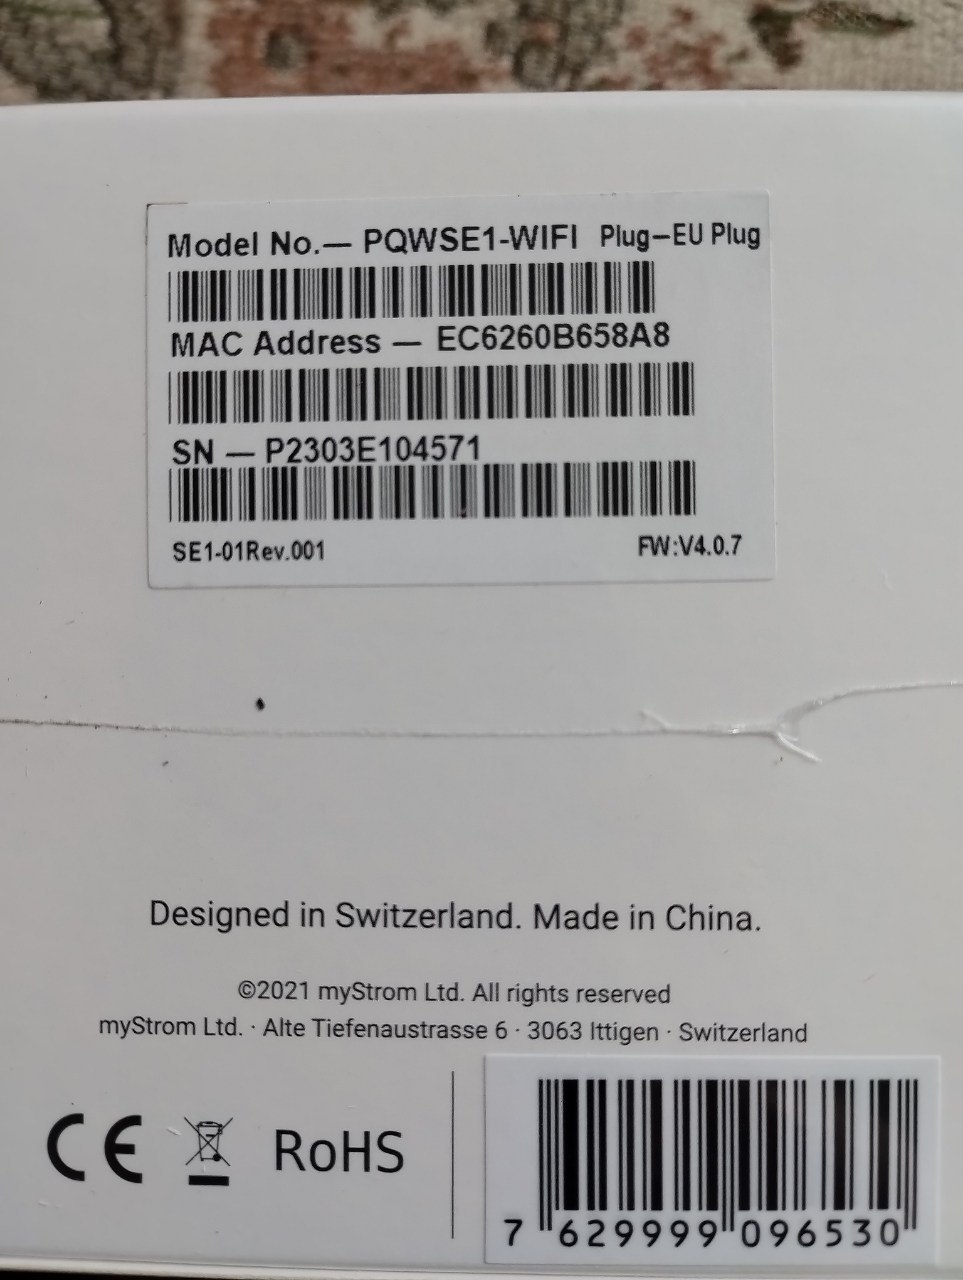 Model No.— PQWSE1-WIFI Plug—EU Plug
MAC Address — EC6260B658A8
SN — P2303E104571
SE1-01Rev.001 FW:V4.0.7
Designed in Switzerland. Made in China.
©2021 myStrom Ltd. All rights reserved
myStrom Ltd. · Alte Tiefenaustrasse 6 · 3063 Ittigen · Switzerland
CE RoHS
7 629999 096530